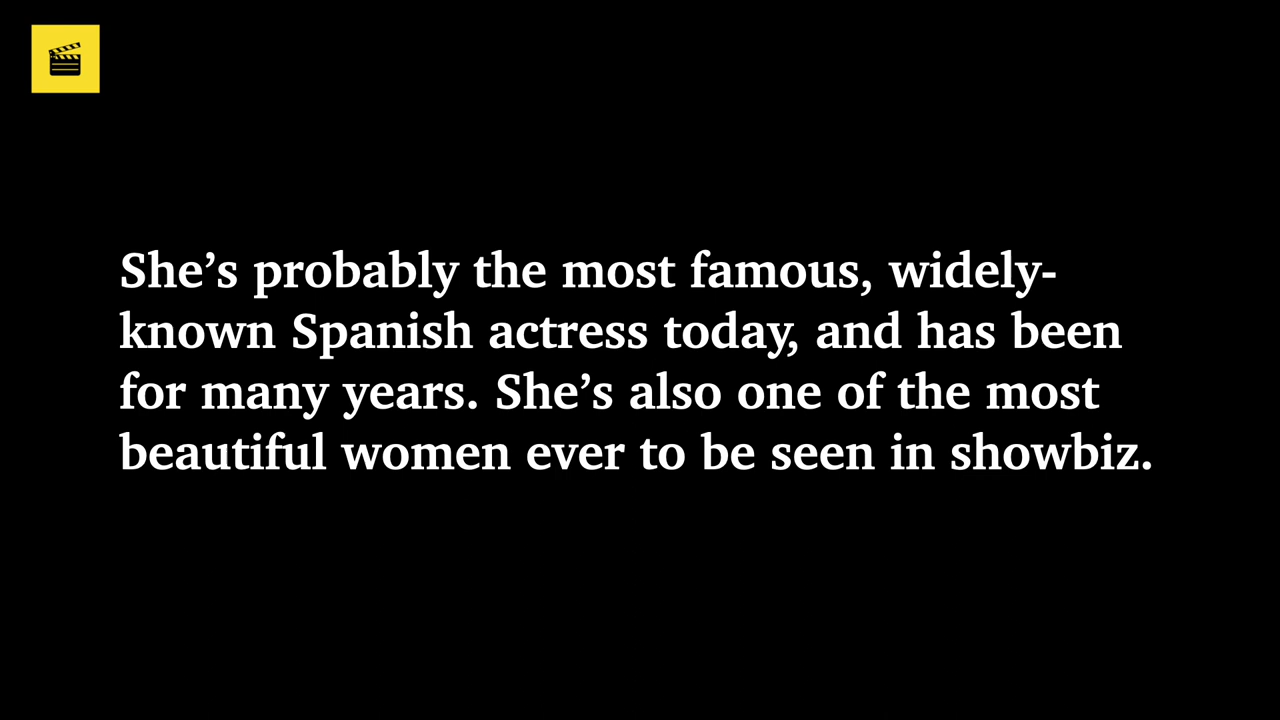 She’s probably the most famous, widely-
known Spanish actress today, and has been
for many years. She’s also one of the most
beautiful women ever to be seen in showbiz.